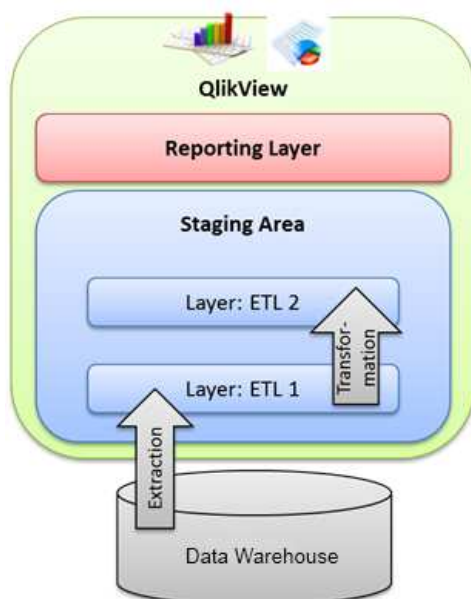 QlikView
Reporting Layer
Staging Area
Layer: ETL 2
Transfor-
mation
Layer: ETL 1
Extraction
Data Warehouse